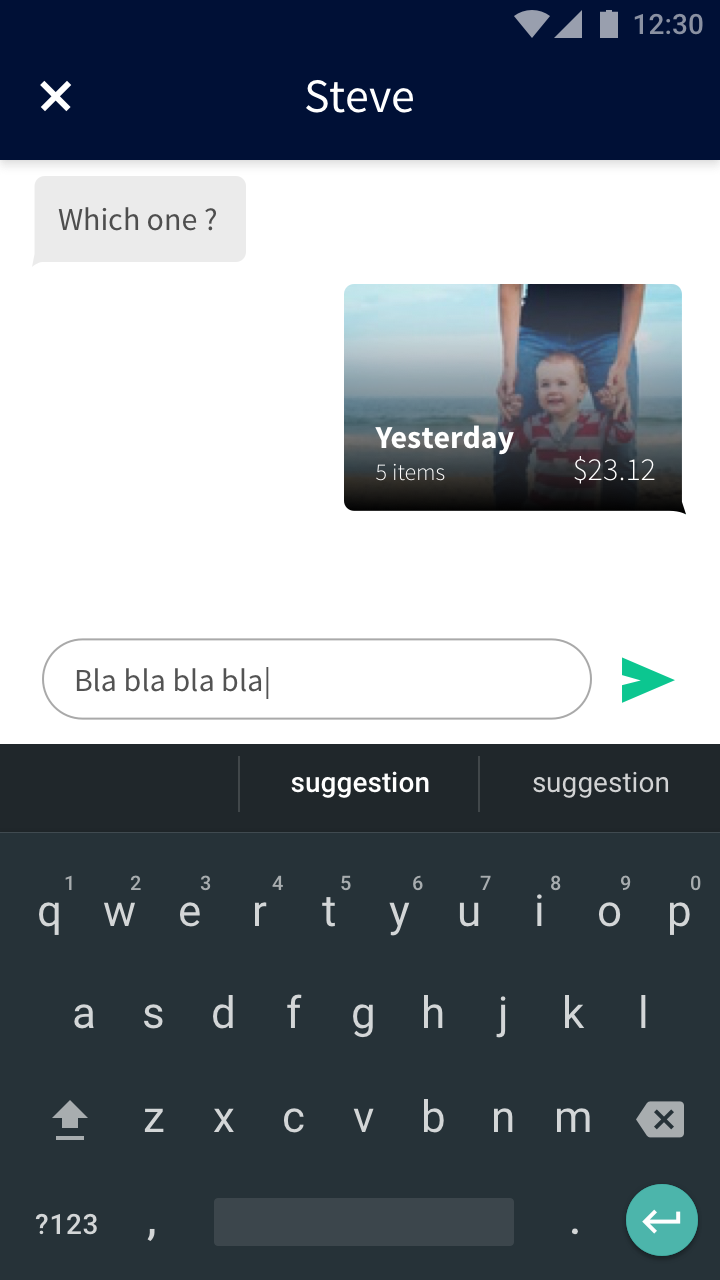 12:30
Steve
Which one ?
Yesterday
5 items
$23.12
Bla bla bla bla
suggestion suggestion
1 2 3 4 5 6 7 8 9 0
q w e r t y u i o p
a s d f g h j k l
z x c v b n m
?123 , .